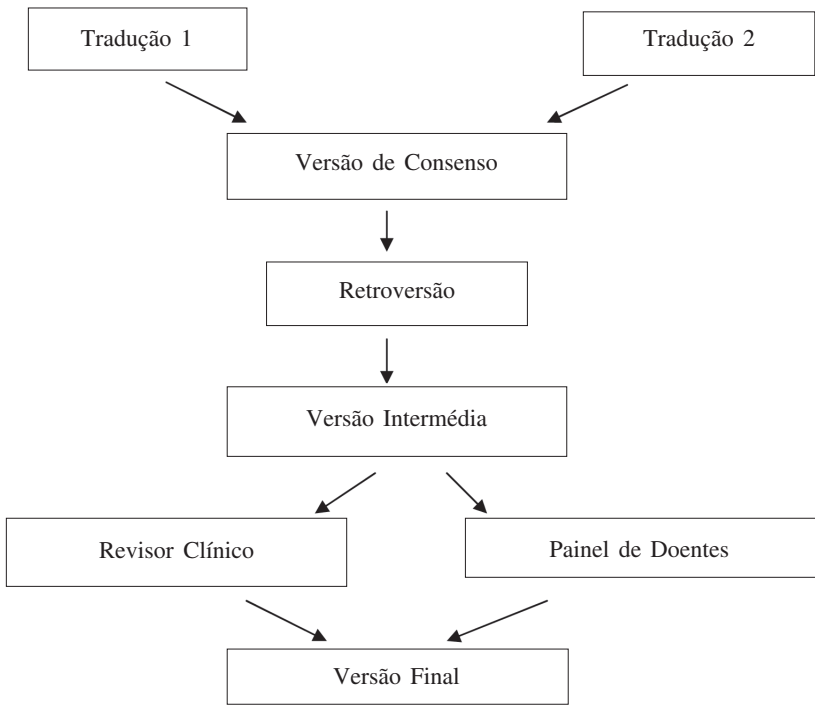 Tradução 1
Tradução 2
Versão de Consenso
Retroversão
Versão Intermédia
Revisor Clínico
Painel de Doentes
Versão Final